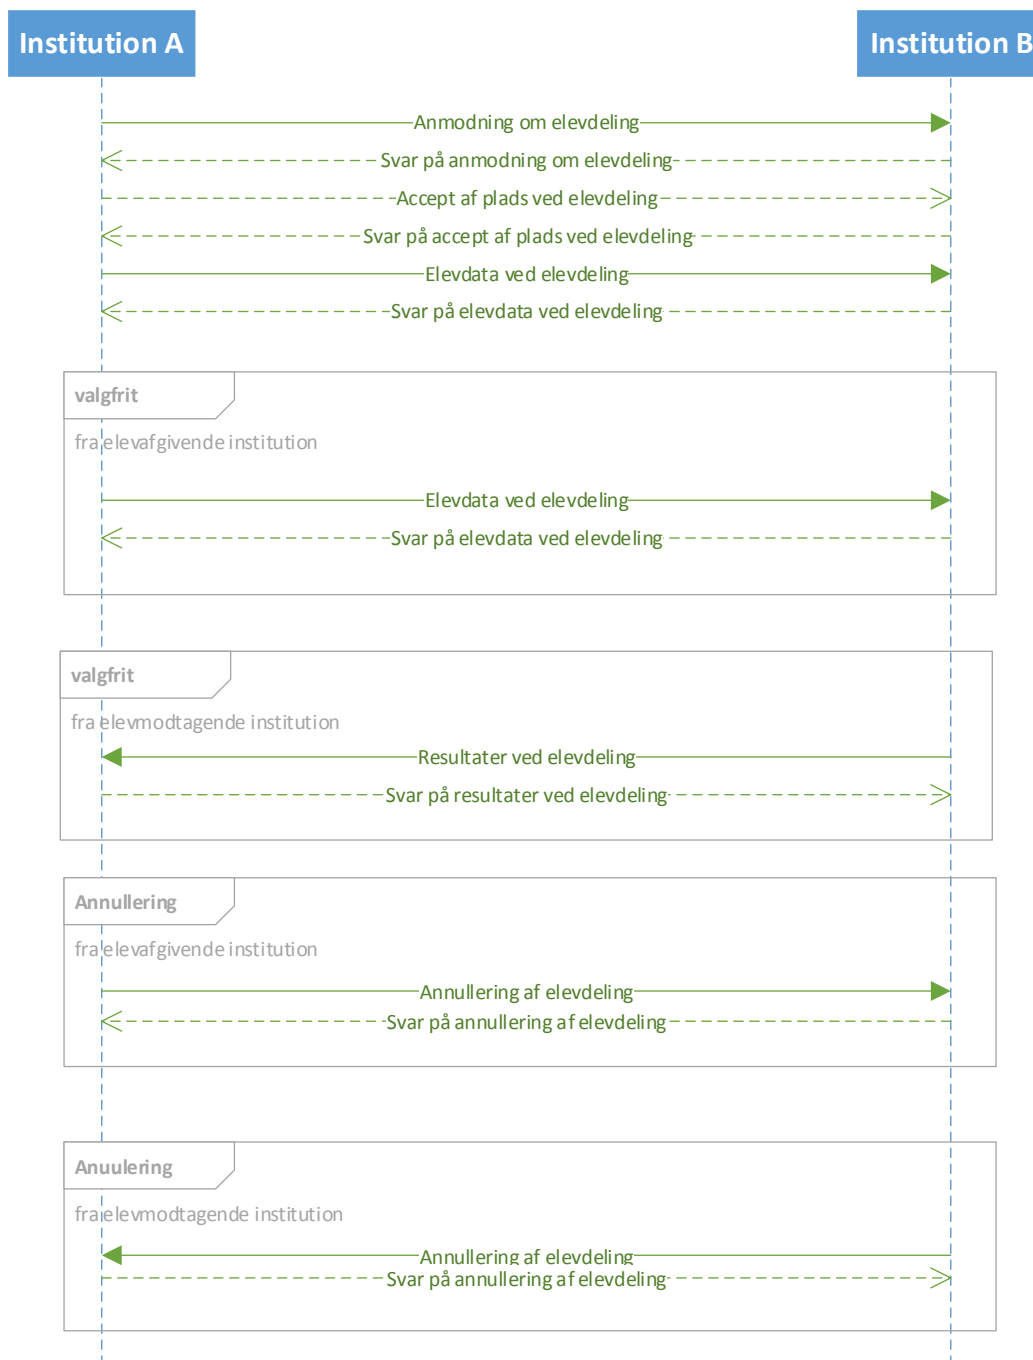 Institution A
Institution B
Anmodning om elevdeling
Svar på anmodning om elevdeling
Accept af plads ved elevdeling
Svar på accept af plads ved elevdeling
Elevdata ved elevdeling
Svar på elevdata ved elevdeling
valgfrit
fra elevafgivende institution
Elevdata ved elevdeling
Svar på elevdata ved elevdeling
valgfrit
fra elevmodtagende institution
Resultater ved elevdeling
Svar på resultater ved elevdeling
Annullering
fra elevafgivende institution
Annullering af elevdeling
Svar på annullering af elevdeling
Anuulering
fra elevmodtagende institution
Annullering af elevdeling
Svar på annullering af elevdeling